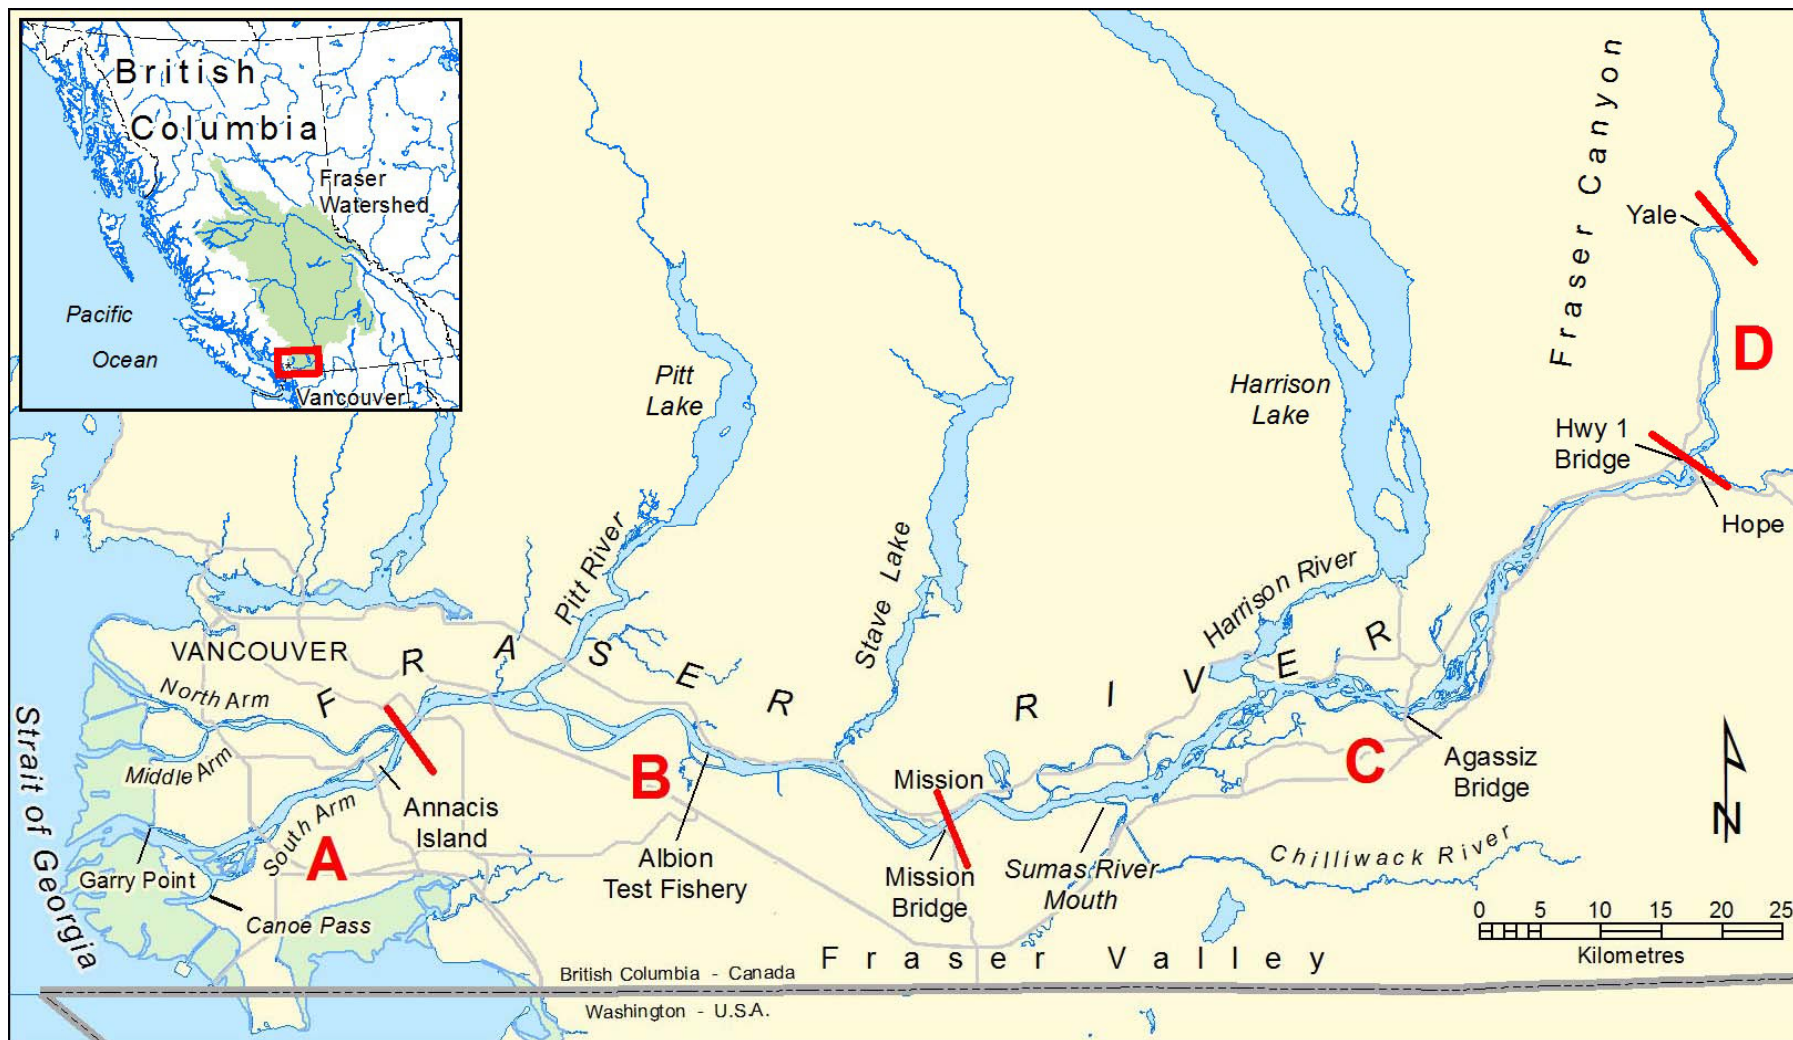 British
Columbia
Fraser
Watershed
Pacific
Ocean
Vancouver
Fraser Canyon
Yale
D
Hwy 1
Bridge
Hope
Pitt
Lake
Harrison
Lake
Pitt River
Stave Lake
Harrison River
VANCOUVER
FRASER RIVER
North Arm
Middle Arm
South Arm
Strait of Georgia
Annacis
Island
A
Garry Point
Canoe Pass
B
Albion
Test Fishery
Mission
Mission
Bridge
Sumas River
Mouth
C
Agassiz
Bridge
Chilliwack River
N
0 5 10 15 20 25
Kilometres
Fraser Valley
British Columbia - Canada
Washington - U.S.A.